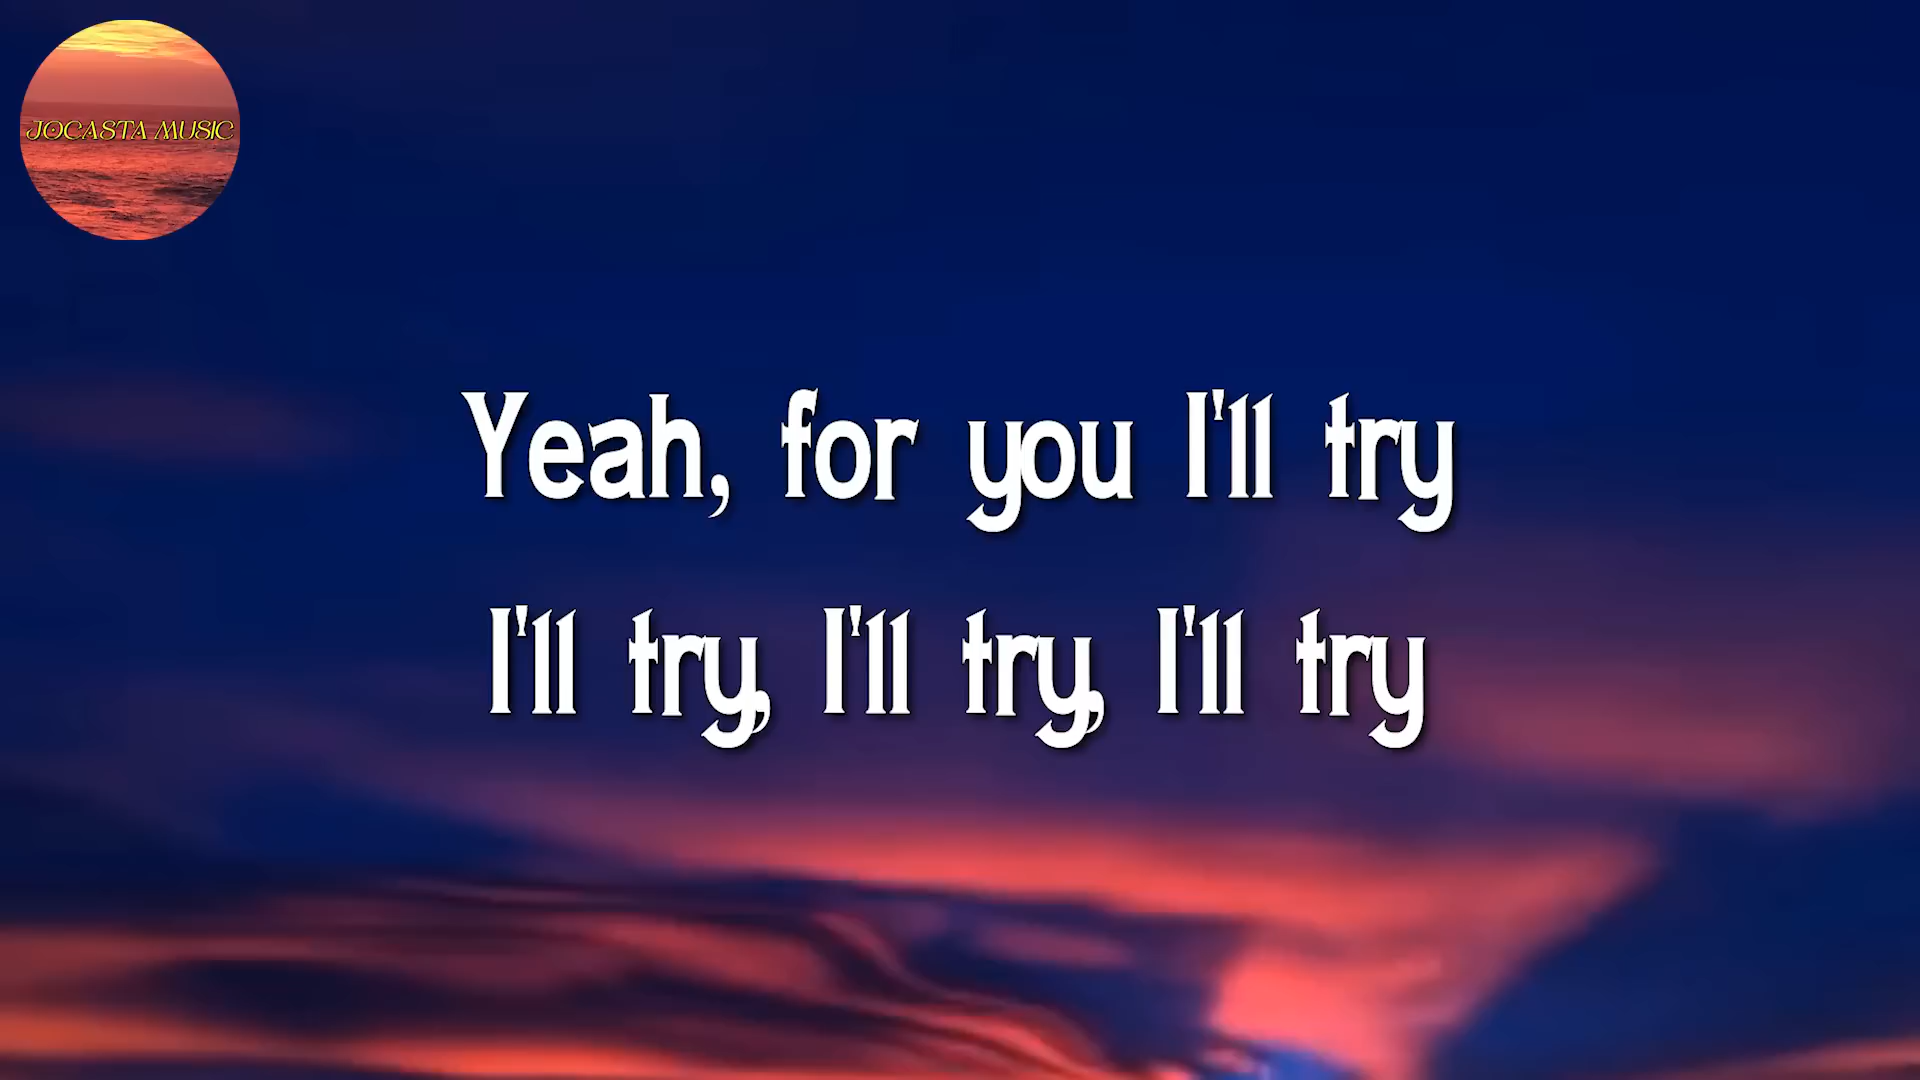 JOCASTA MUSIC
Yeah, for you I'll try
I'll try, I'll try, I'll try